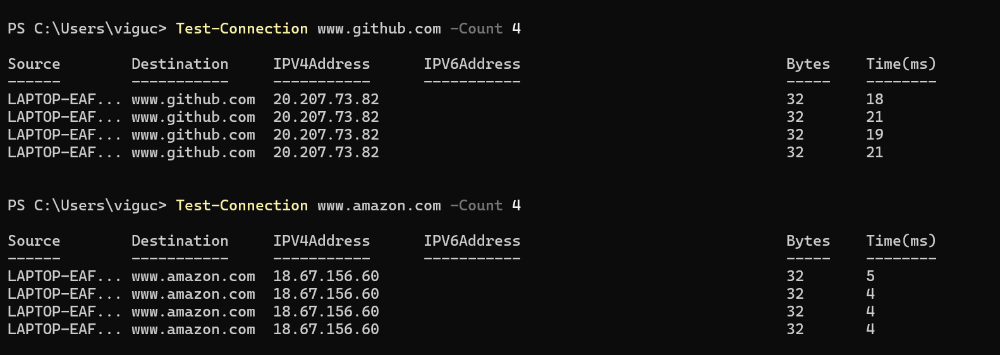 PS C:\Users\viguc> Test-Connection www.github.com -Count 4
Source        Destination     IPV4Address      IPV6Address                              Bytes    Time(ms)
------        -----------     -----------      -----------                              -----    --------
LAPTOP-EAF... www.github.com  20.207.73.82                                              32       18
LAPTOP-EAF... www.github.com  20.207.73.82                                              32       21
LAPTOP-EAF... www.github.com  20.207.73.82                                              32       19
LAPTOP-EAF... www.github.com  20.207.73.82                                              32       21
PS C:\Users\viguc> Test-Connection www.amazon.com -Count 4
Source        Destination     IPV4Address      IPV6Address                              Bytes    Time(ms)
------        -----------     -----------      -----------                              -----    --------
LAPTOP-EAF... www.amazon.com  18.67.156.60                                              32       5
LAPTOP-EAF... www.amazon.com  18.67.156.60                                              32       4
LAPTOP-EAF... www.amazon.com  18.67.156.60                                              32       4
LAPTOP-EAF... www.amazon.com  18.67.156.60                                              32       4